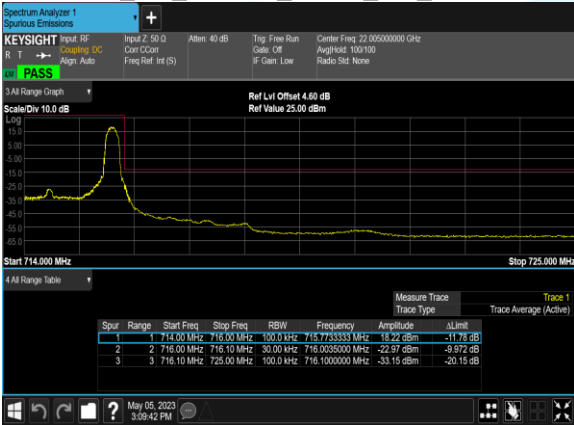 Spectrum Analyzer 1
Spurious Emissions
+
KEYSIGHT Input: RF Input Z: 50 Ω Atten: 40 dB Trig: Free Run Center Freq: 22.005000000 GHz
R T Coupling: DC Corr CCorr Gate: Off Avg|Hold: 100/100
Align: Auto Freq Ref: Int (S) IF Gain: Low Radio Std: None
LXI PASS
3 All Range Graph
Ref Lvl Offset 4.60 dB
Scale/Div 10.0 dB Ref Value 25.00 dBm
Log
15.0
5.00
-5.00
-15.0
-25.0
-35.0
-45.0
-55.0
-65.0
Start 714.000 MHz Stop 725.000 MHz
4 All Range Table
Measure Trace Trace 1
Trace Type Trace Average (Active)
Spur Range Start Freq Stop Freq RBW Frequency Amplitude ΔLimit
1 1 714.00 MHz 716.00 MHz 100.0 kHz 715.7733333 MHz 18.22 dBm -11.78 dB
2 2 716.00 MHz 716.10 MHz 30.00 kHz 716.0035000 MHz -22.97 dBm -9.972 dB
3 3 716.10 MHz 725.00 MHz 100.0 kHz 716.1000000 MHz -33.15 dBm -20.15 dB
? May 05, 2023
3:09:42 PM